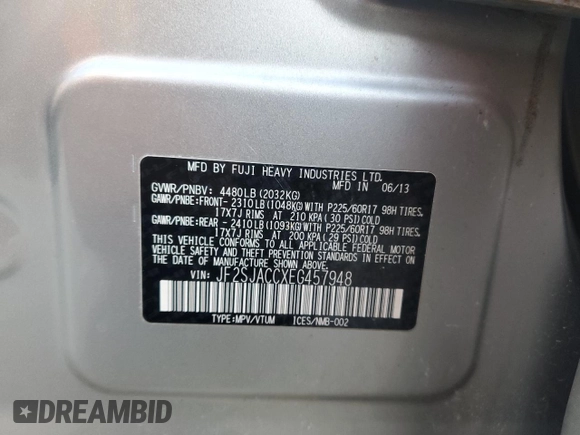 MFD BY FUJI HEAVY INDUSTRIES LTD.
MFD IN 06/13
GVWR/PNBV: 4480LB(2032KG)
GAWR/PNBE:FRONT- 2310LB(1048KG)WITH P225/60R17 98H TIRES.
17X7J RIMS AT 210 KPA(30 PSI)COLD
GAWR/PNBE:REAR - 2410LB(1093KG)WITH P225/60R17 98H TIRES.
17X7J RIMS AT 200 KPA(29 PSI)COLD
THIS VEHICLE CONFORMS TO ALL APPLICABLE FEDERAL MOTOR
VEHICLE SAFETY BUMPER, AND THEFT PREVENTION STANDARDS IN EFFECT
ON THE DATE OF MANUFACTURE SHOWN ABOVE.
VIN: JF2SJACCXEG457948
TYPE:MPV/VTUM ICES/NMB-002
DREAMBID